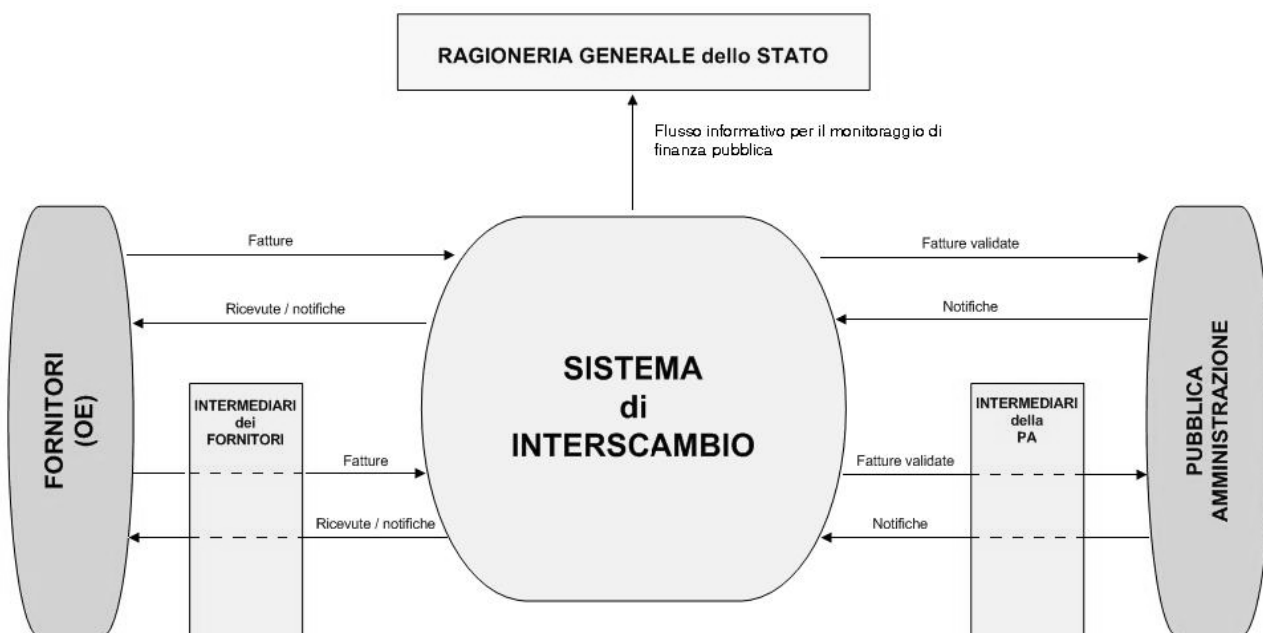 RAGIONERIA GENERALE dello STATO
Flusso informativo per il monitoraggio di
finanza pubblica
Fatture
Fatture validate
Ricevute / notifiche
Notifiche
FORNITORI
(OE)
INTERMEDIARI
dei
FORNITORI
SISTEMA
di
INTERSCAMBIO
INTERMEDIARI
della
PA
PUBBLICA
AMMINISTRAZIONE
Fatture
Fatture validate
Ricevute / notifiche
Notifiche